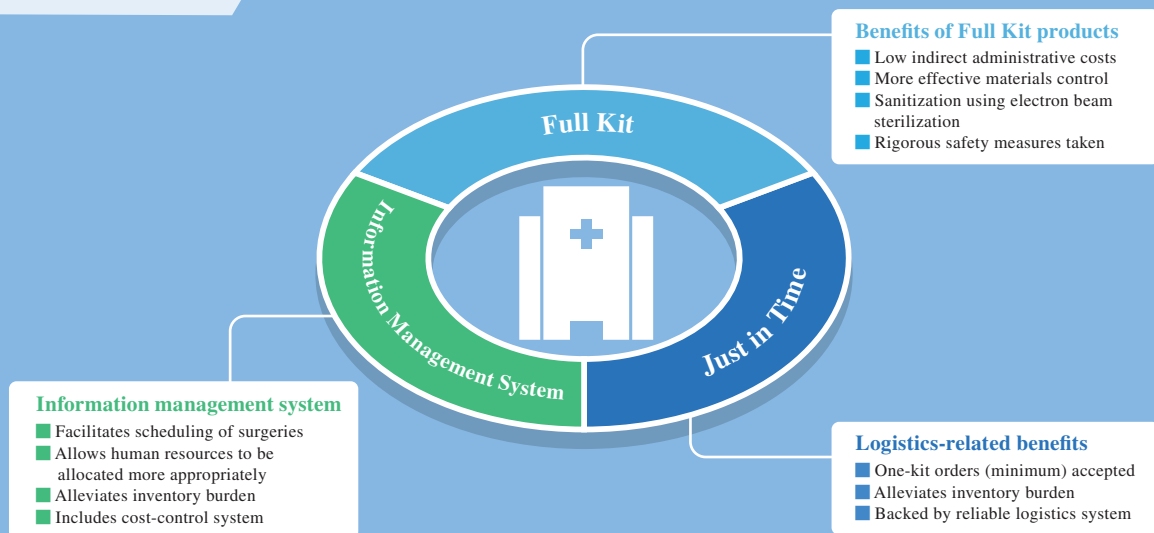 Benefits of Full Kit products
Low indirect administrative costs
More effective materials control
Sanitization using electron beam
sterilization
Rigorous safety measures taken
Full Kit
Information Management System
Just in Time
Information management system
Facilitates scheduling of surgeries
Allows human resources to be
allocated more appropriately
Alleviates inventory burden
Includes cost-control system
Logistics-related benefits
One-kit orders (minimum) accepted
Alleviates inventory burden
Backed by reliable logistics system